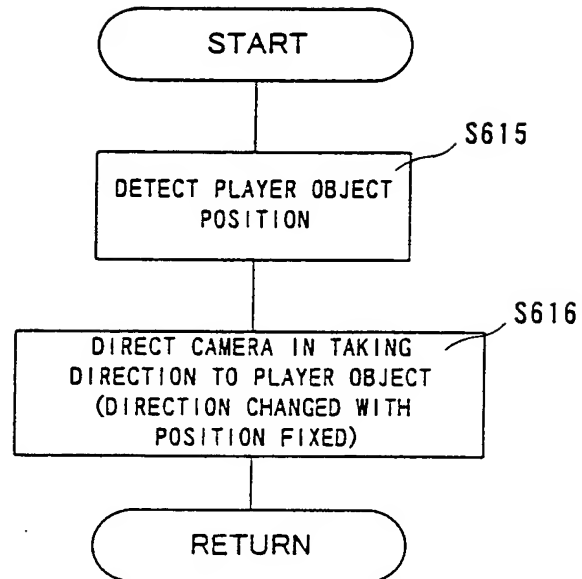 START
S615
DETECT PLAYER OBJECT
POSITION
S616
DIRECT CAMERA IN TAKING
DIRECTION TO PLAYER OBJECT
(DIRECTION CHANGED WITH
POSITION FIXED)
RETURN